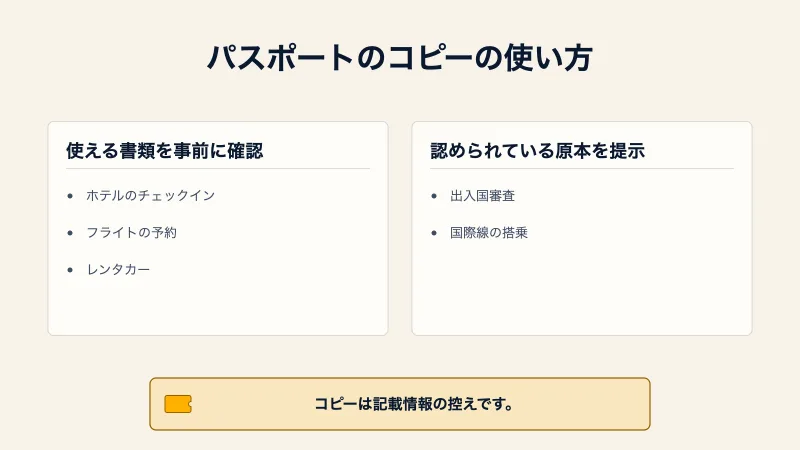 パスポートのコピーの使い方
使える書類を事前に確認
ホテルのチェックイン
フライトの予約
レンタカー
認められている原本を提示
出入国審査
国際線の搭乗
コピーは記載情報の控えです。